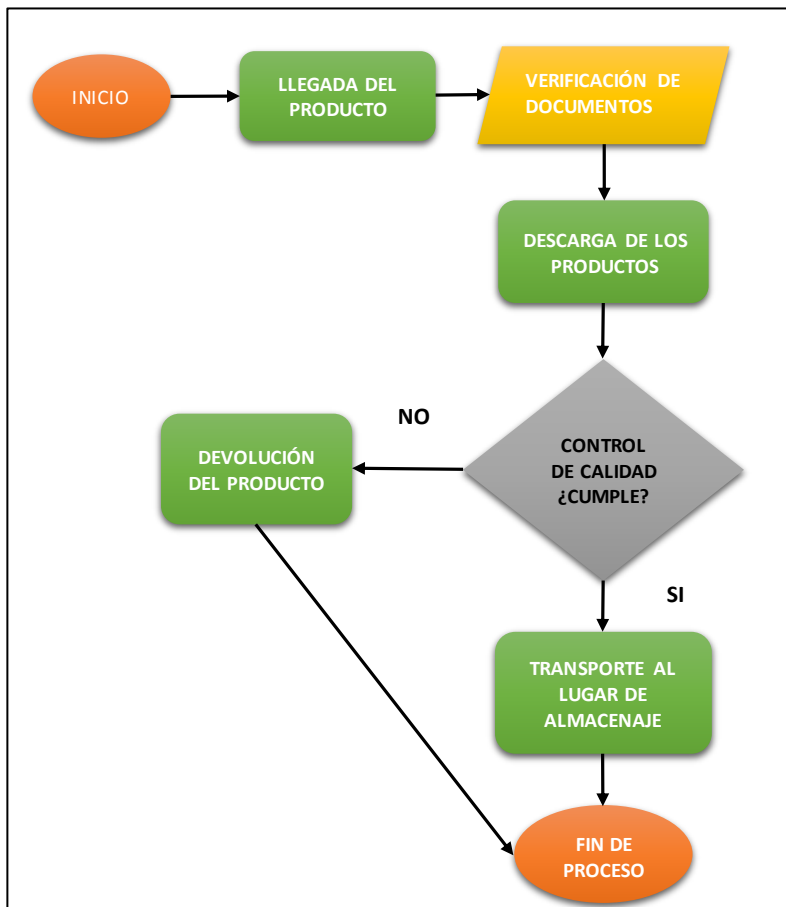 INICIO
LLEGADA DEL
PRODUCTO
VERIFICACIÓN DE
DOCUMENTOS
DESCARGA DE LOS
PRODUCTOS
CONTROL
DE CALIDAD
¿CUMPLE?
NO
DEVOLUCIÓN
DEL PRODUCTO
SI
TRANSPORTE AL
LUGAR DE
ALMACENAJE
FIN DE
PROCESO